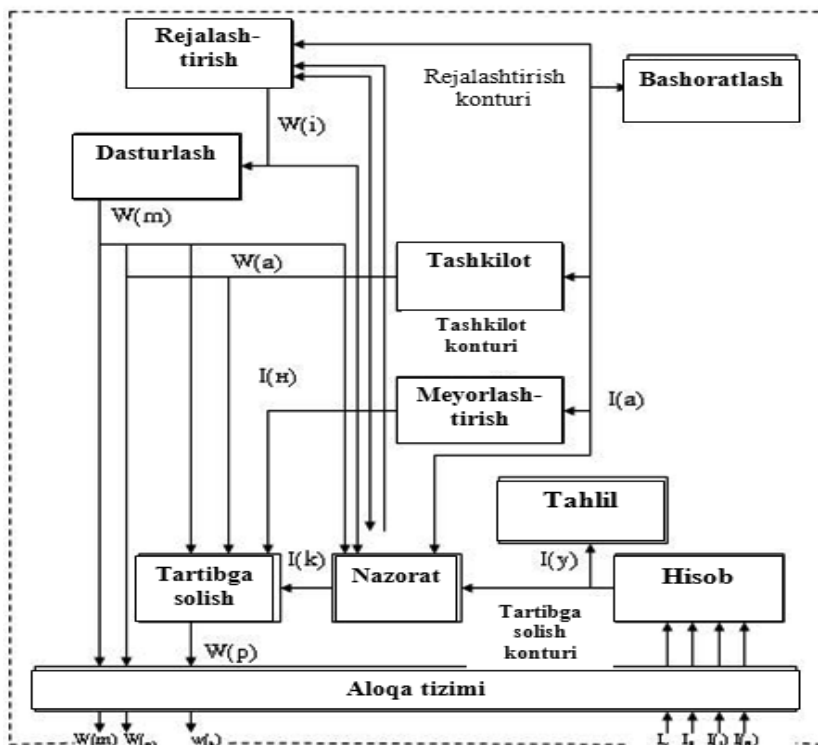 Rejalash-
tirish
Rejalashtirish
konturi
Bashoratlash
W(i)
Dasturlash
W(m)
W(a)
Tashkilot
Tashkilot
konturi
I(н)
Meyorlash-
tirish
I(a)
Tahlil
I(k)
I(y)
Tartibga
solish
Nazorat
Hisob
Tartibga
solish
konturi
W(p)
Aloqa tizimi
W(m)